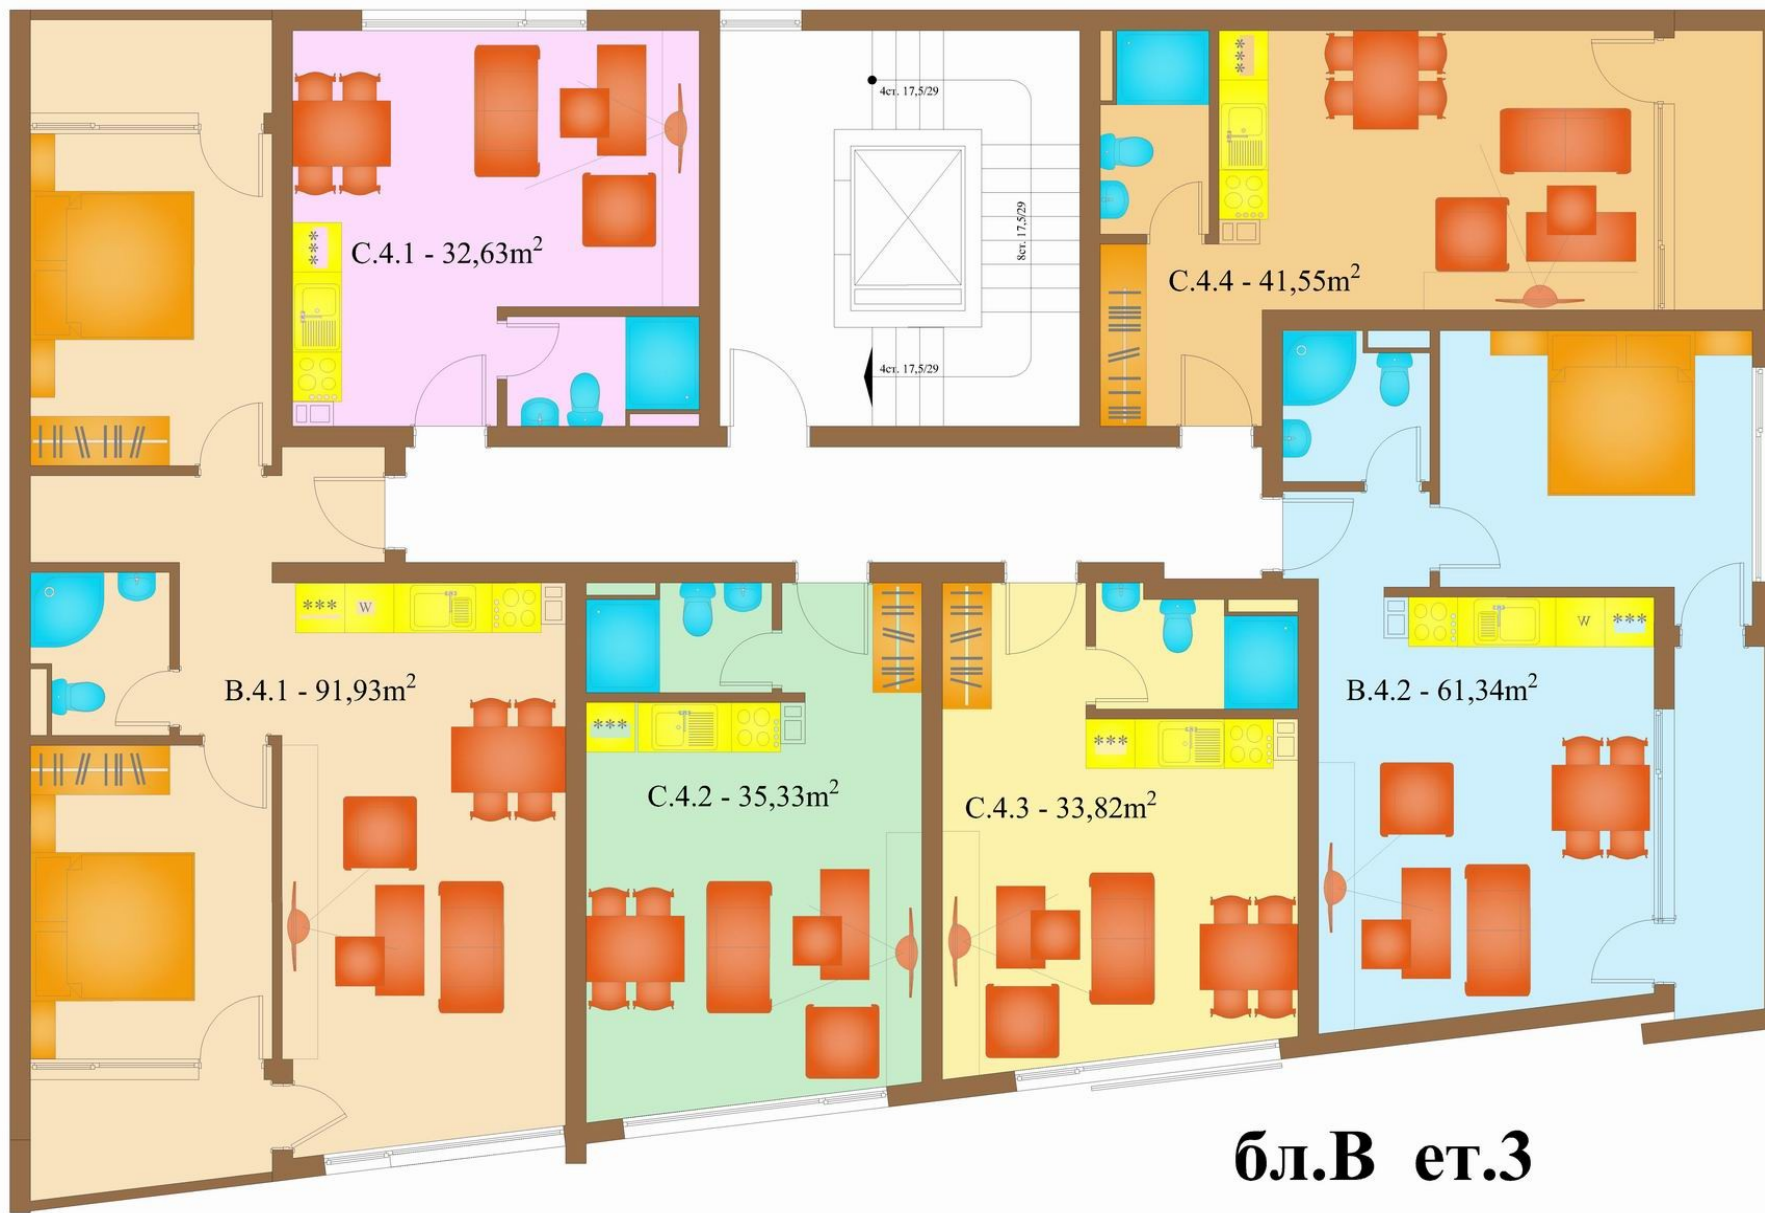 4ст. 17,5/29
***
***
8ст. 17,5/29
C.4.1 - 32,63m²
C.4.4 - 41,55m²
4ст. 17,5/29
*** W
W ***
B.4.1 - 91,93m²
B.4.2 - 61,34m²
***
***
C.4.2 - 35,33m²
C.4.3 - 33,82m²
бл.В ет.3